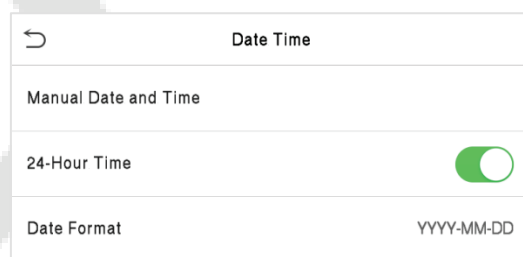 Date Time
Manual Date and Time
24-Hour Time
Date Format YYYY-MM-DD